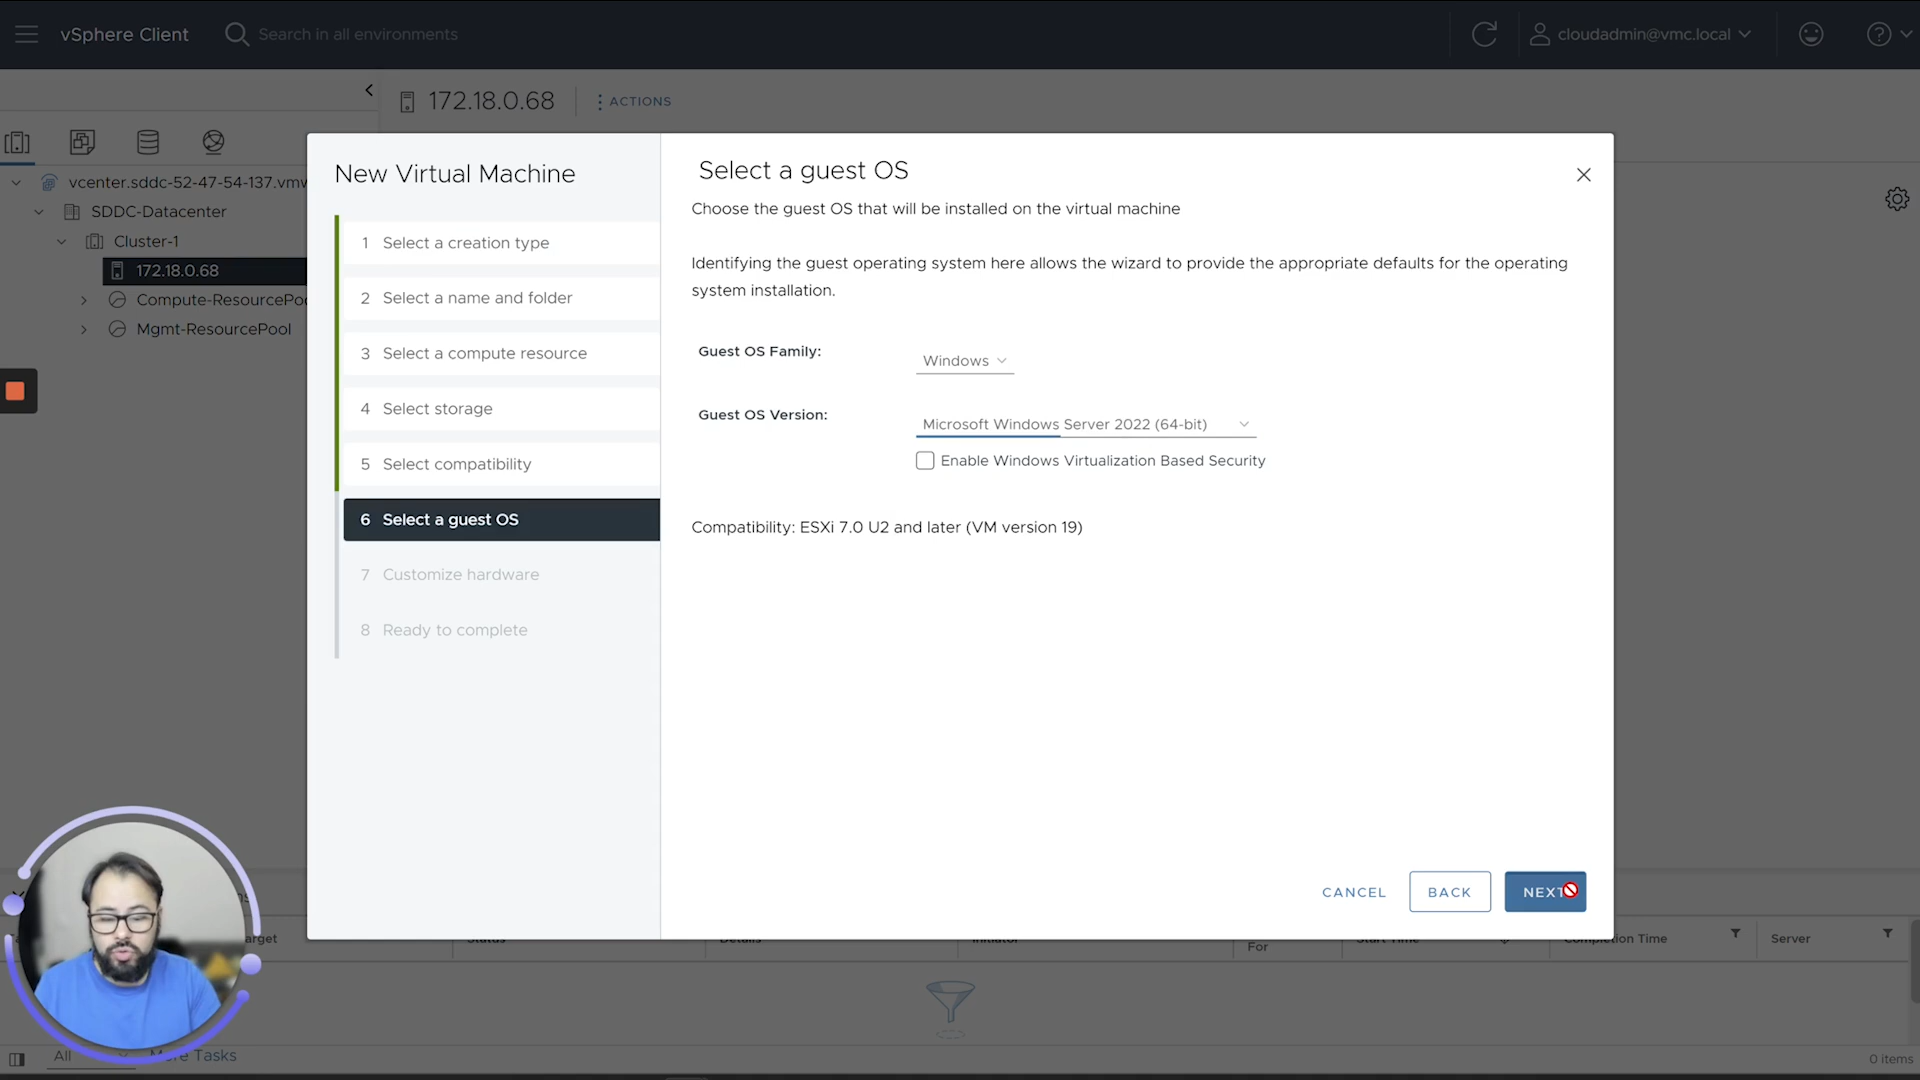 vSphere Client
Search in all environments
cloudadmin@vmc.local
172.18.0.68
ACTIONS
vcenter.sddc-52-47-54-137.vmw
SDDC-Datacenter
Cluster-1
172.18.0.68
Compute-ResourcePoo
Mgmt-ResourcePool
New Virtual Machine
1 Select a creation type
2 Select a name and folder
3 Select a compute resource
4 Select storage
5 Select compatibility
6 Select a guest OS
7 Customize hardware
8 Ready to complete
Select a guest OS
Choose the guest OS that will be installed on the virtual machine
Identifying the guest operating system here allows the wizard to provide the appropriate defaults for the operating
system installation.
Guest OS Family:
Windows
Guest OS Version:
Microsoft Windows Server 2022 (64-bit)
Enable Windows Virtualization Based Security
Compatibility: ESXi 7.0 U2 and later (VM version 19)
CANCEL
BACK
NEXT
arget
Status
Details
Initiator
For
Start Time
Completion Time
Server
All
More Tasks
0 items